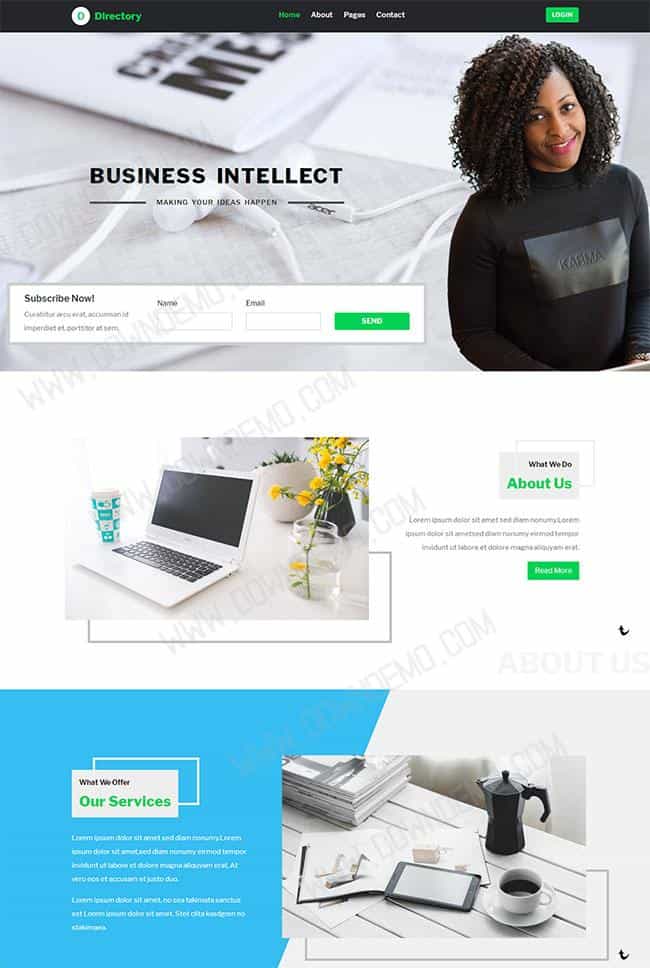 D Directory
Home About Pages Contact
LOGIN
BUSINESS INTELLECT
MAKING YOUR IDEAS HAPPEN
acer
KARMA
Subscribe Now!
Curabitur arcu erat, accumsan id
imperdiet et, porttitor at sem.
Name
Email
SEND
WWW.DOWNDEMO.COM
What We Do
About Us
Lorem ipsum dolor sit amet sed diam nonumy.Lorem
ipsum dolor sit ametsed diam nonumy eirmod
invidunt ut labore et dolore magna aliquyam erat.
Read More
WWW.DOWNDEMO.COM
ABOUT US
What We Offer
Our Services
Lorem ipsum dolor sit amet sed diam nonumy.Lorem
ipsum dolor sit amet,sed diam nonumy eirmod
invidunt ut labore et dolore magna aliquyam erat, At
vero eos et accusam et justo duo.
Lorem ipsum dolor sit amet, no sea takimata sanctus
est Lorem ipsum dolor sit amet. Stet clita kasdgren no
stakimaera.